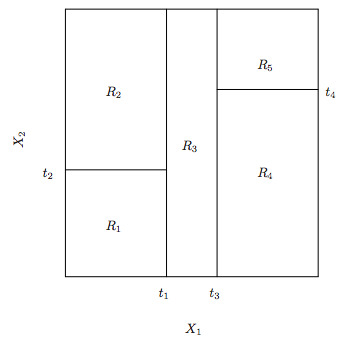 R₅
R₂
t₄
X₂
R₃
t₂
R₄
R₁
t₁
t₃
X₁